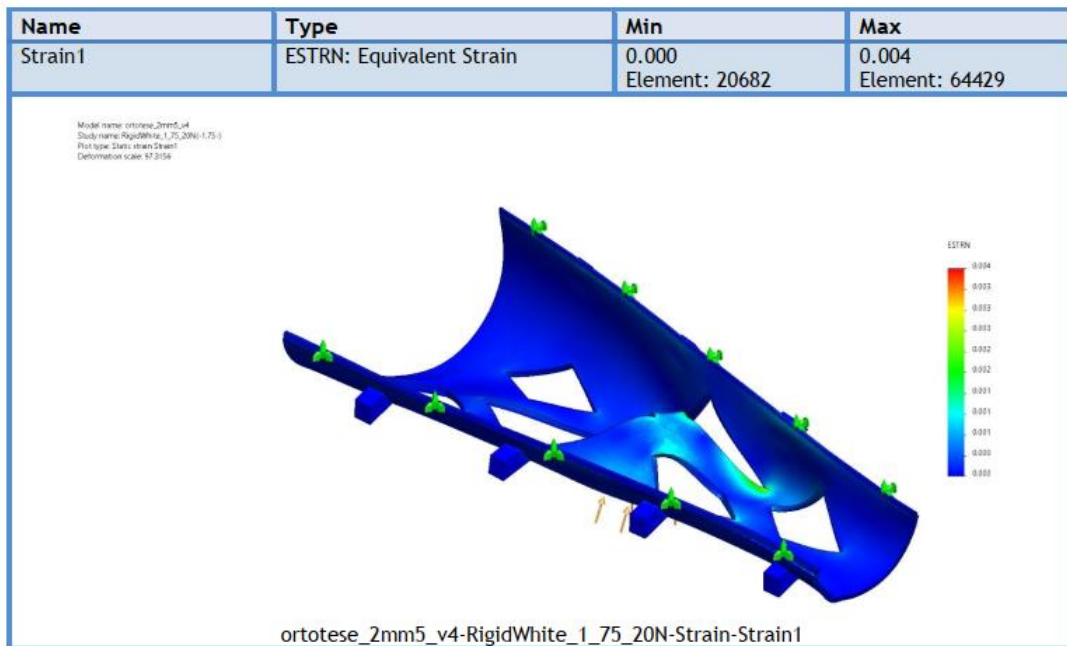 Name Type Min Max
Strain1 ESTRN: Equivalent Strain 0.000 0.004
Element: 20682 Element: 64429
Model name: ortotese_2mm5_v4
Study name: RigidWhite_1_75_20N(-1.75-)
Plot type: Static strain Strain1
Deformation scale: 97.3156
ESTRN
0.004
0.003
0.003
0.003
0.002
0.002
0.002
0.001
0.001
0.001
0.000
ortotese_2mm5_v4-RigidWhite_1_75_20N-Strain-Strain1